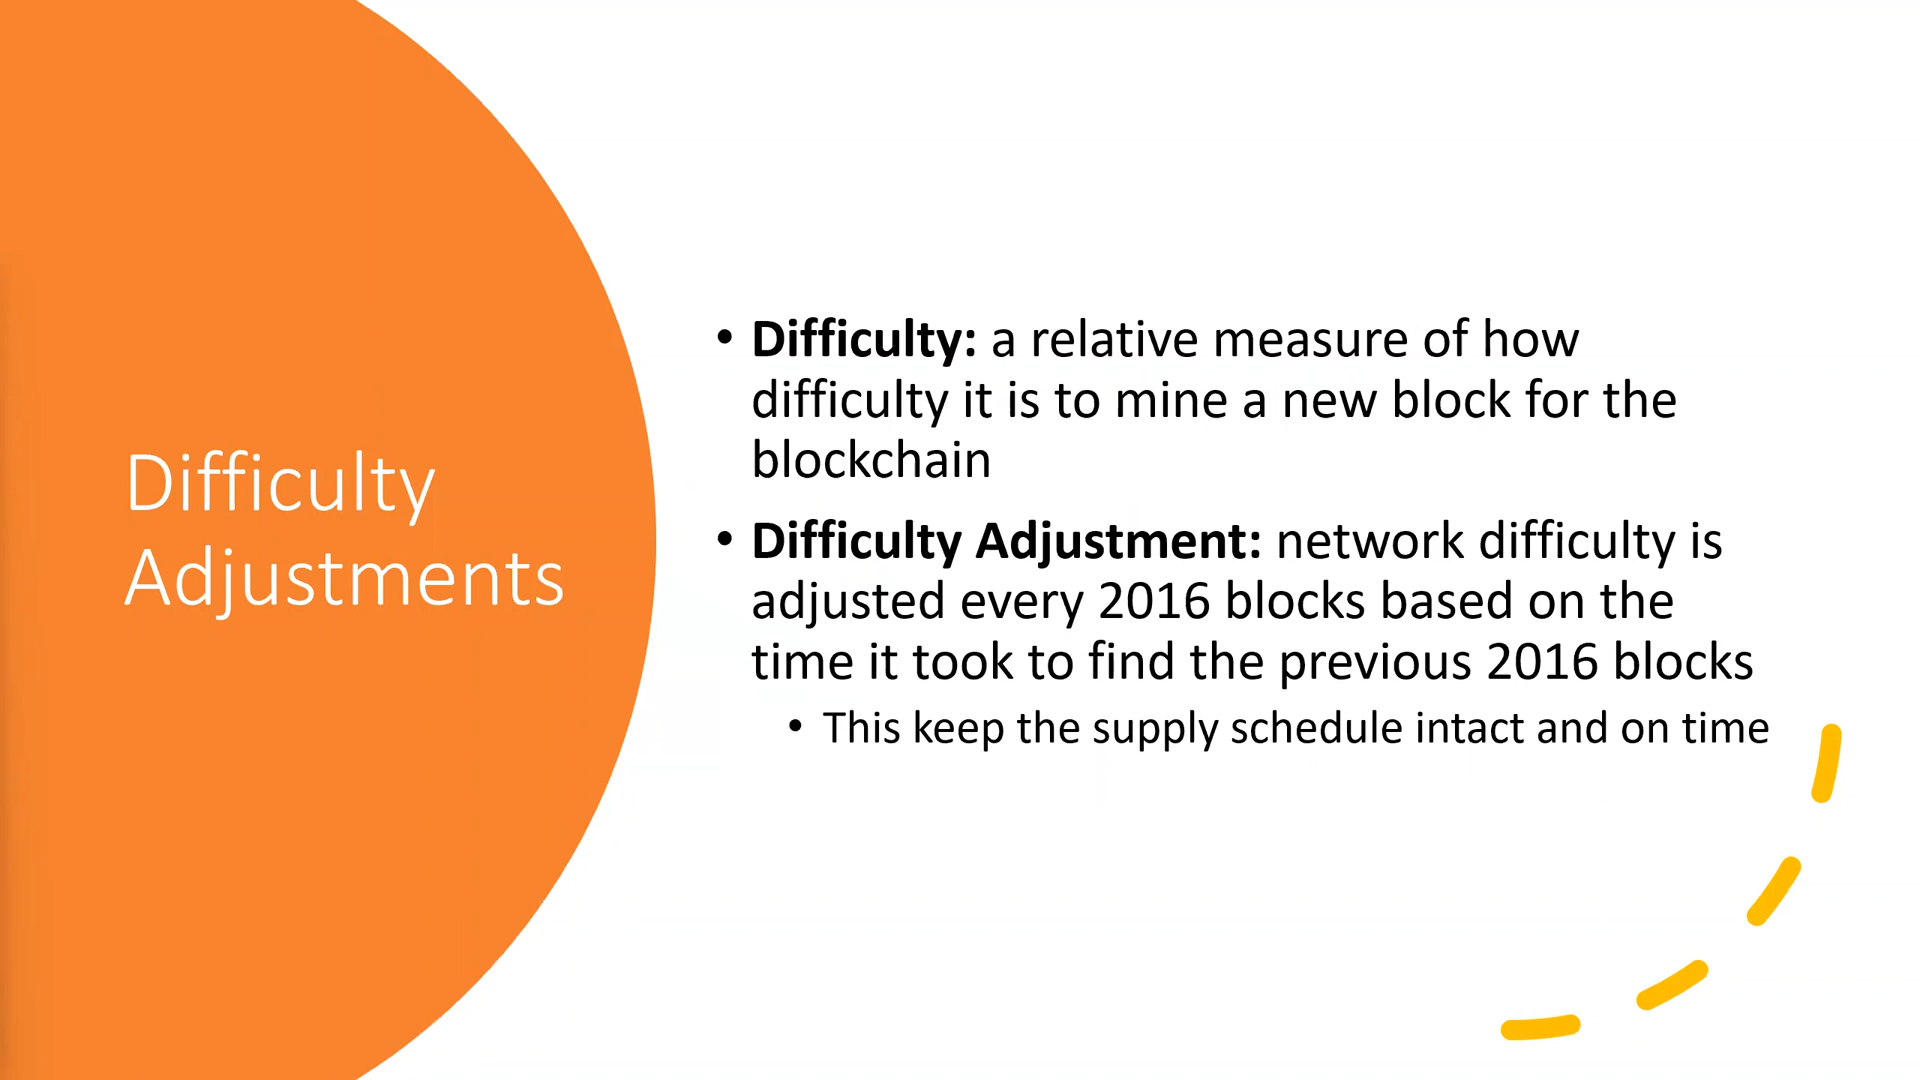 Difficulty
Adjustments
• Difficulty: a relative measure of how
difficulty it is to mine a new block for the
blockchain
• Difficulty Adjustment: network difficulty is
adjusted every 2016 blocks based on the
time it took to find the previous 2016 blocks
• This keep the supply schedule intact and on time